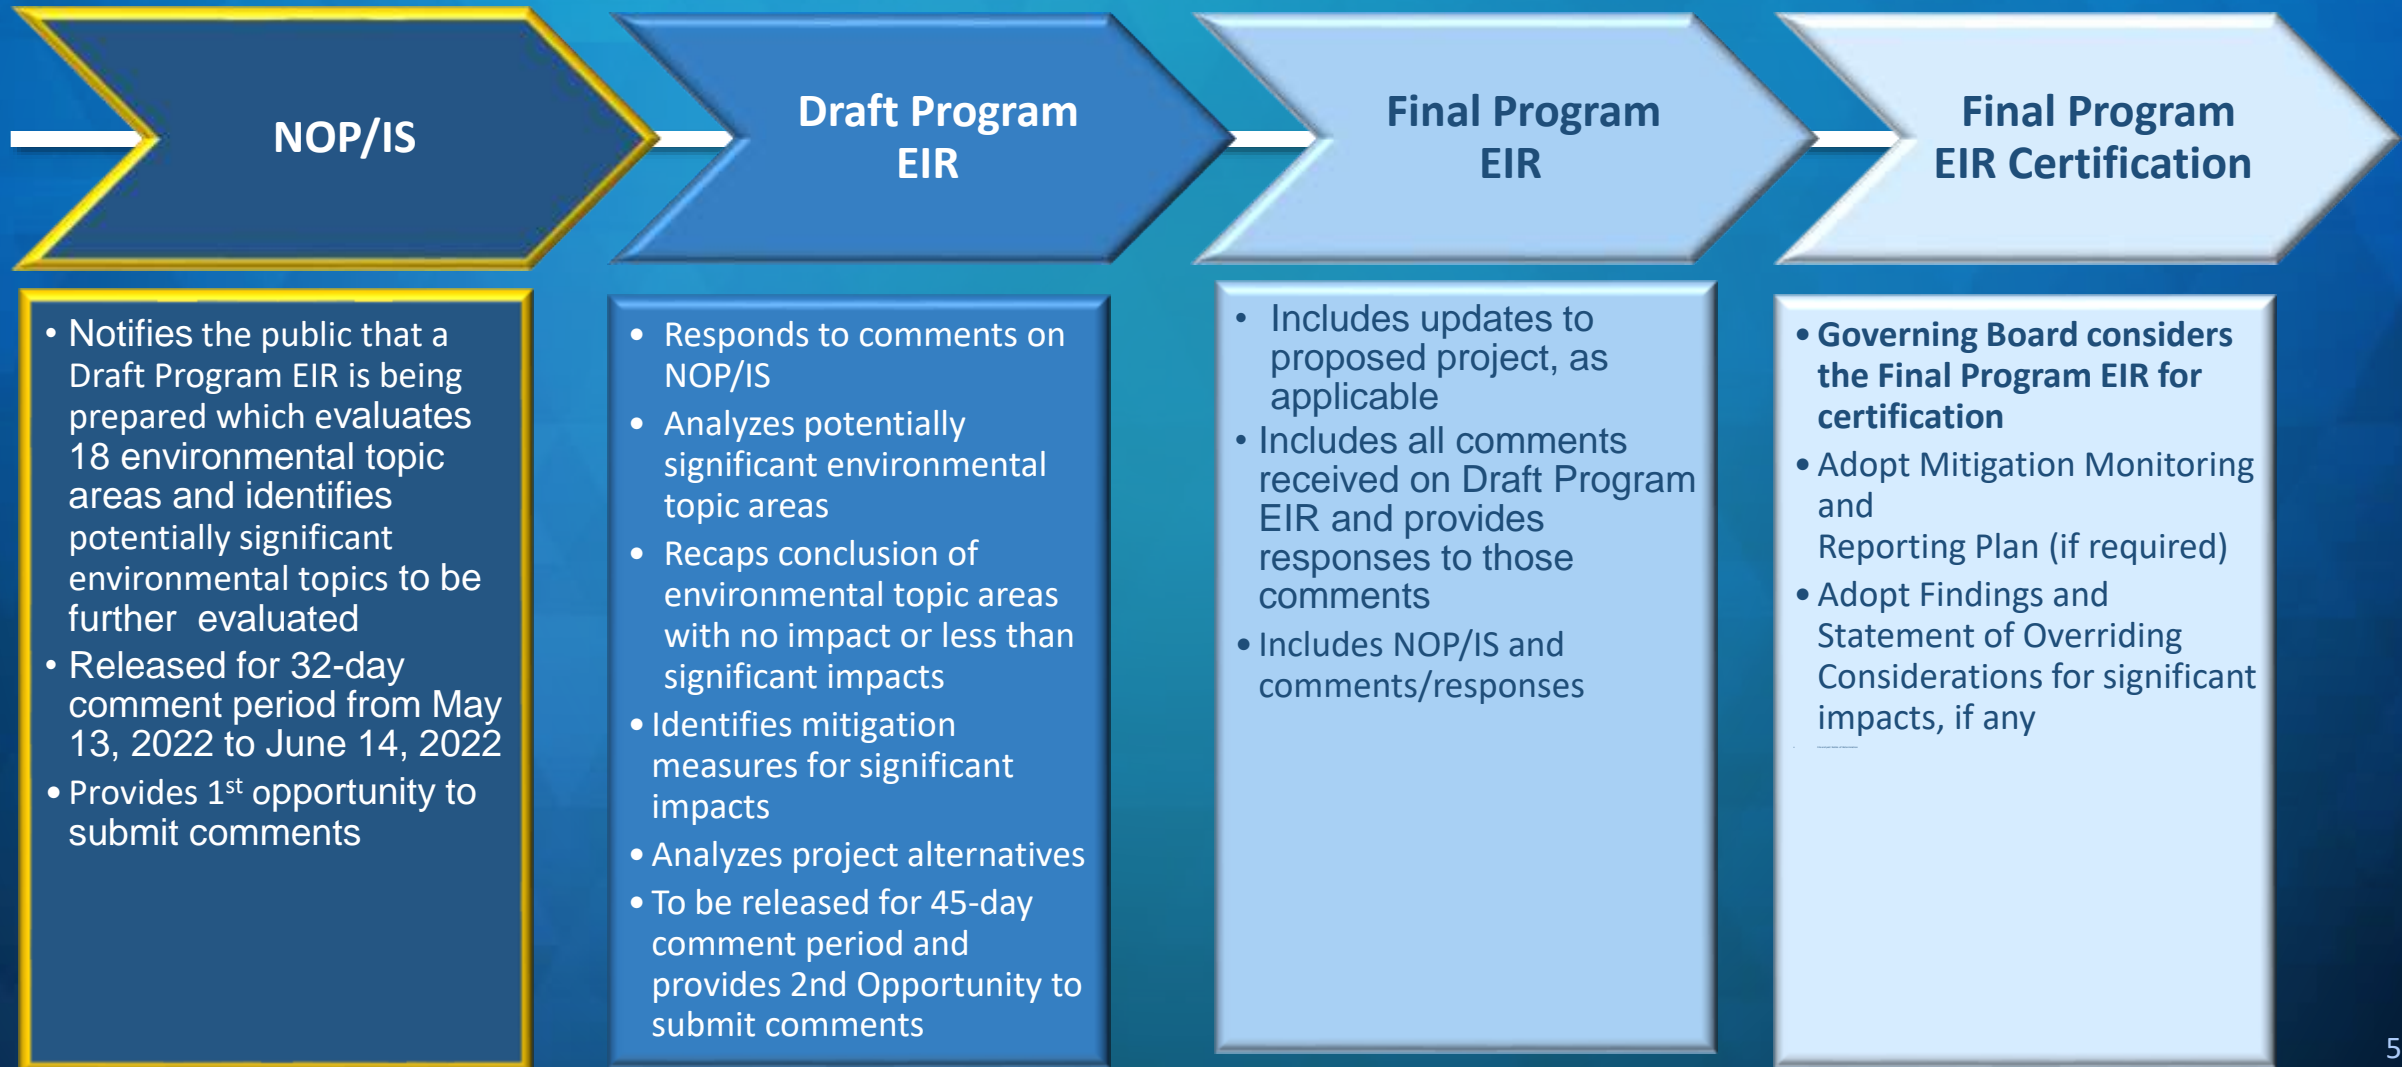 NOP/IS
• Notifies the public that a
Draft Program EIR is being
prepared which evaluates
18 environmental topic
areas and identifies
potentially significant
environmental topics to be
further evaluated
• Released for 32-day
comment period from May
13, 2022 to June 14, 2022
• Provides 1st opportunity to
submit comments
Draft Program
EIR
• Responds to comments on
NOP/IS
• Analyzes potentially
significant environmental
topic areas
• Recaps conclusion of
environmental topic areas
with no impact or less than
significant impacts
• Identifies mitigation
measures for significant
impacts
• Analyzes project alternatives
• To be released for 45-day
comment period and
provides 2nd Opportunity to
submit comments
Final Program
EIR
• Includes updates to
proposed project, as
applicable
• Includes all comments
received on Draft Program
EIR and provides
responses to those
comments
• Includes NOP/IS and
comments/responses
Final Program
EIR Certification
• Governing Board considers
the Final Program EIR for
certification
• Adopt Mitigation Monitoring
and
Reporting Plan (if required)
• Adopt Findings and
Statement of Overriding
Considerations for significant
impacts, if any
5